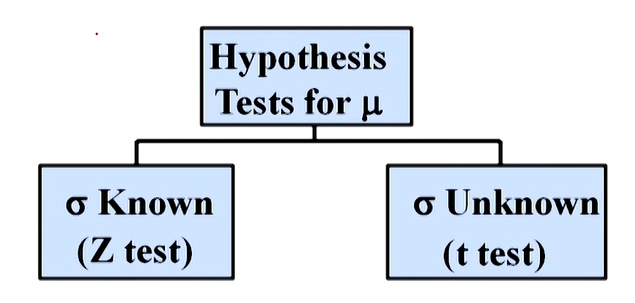 Hypothesis
Tests for μ
σ Known
(Z test)
σ Unknown
(t test)